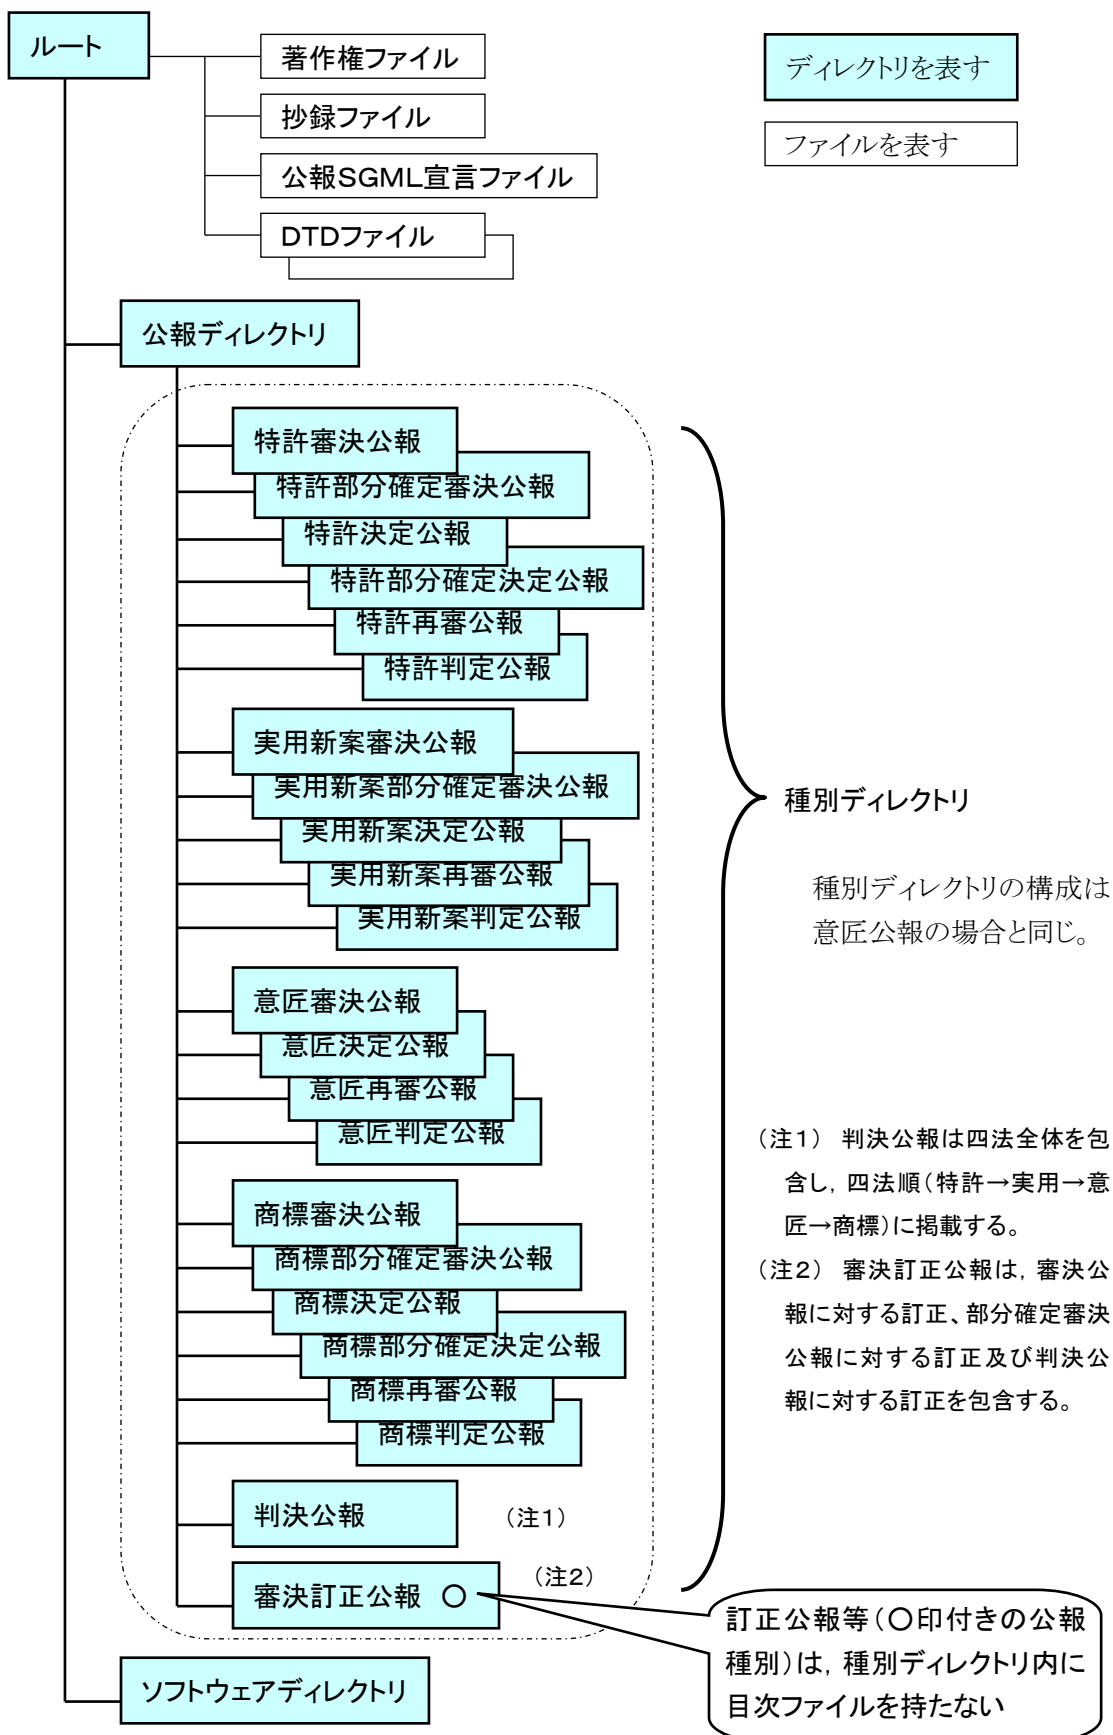 ルート
著作権ファイル
抄録ファイル
公報SGML宣言ファイル
DTDファイル
ディレクトリを表す
ファイルを表す
公報ディレクトリ
特許審決公報
特許部分確定審決公報
特許決定公報
特許部分確定決定公報
特許再審公報
特許判定公報
実用新案審決公報
実用新案部分確定審決公報
実用新案決定公報
実用新案再審公報
実用新案判定公報
意匠審決公報
意匠決定公報
意匠再審公報
意匠判定公報
商標審決公報
商標部分確定審決公報
商標決定公報
商標部分確定決定公報
商標再審公報
商標判定公報
判決公報 (注1)
審決訂正公報 〇 (注2)
ソフトウェアディレクトリ
種別ディレクトリ
種別ディレクトリの構成は
意匠公報の場合と同じ。
(注1) 判決公報は四法全体を包
含し,四法順(特許→実用→意
匠→商標)に掲載する。
(注2) 審決訂正公報は,審決公
報に対する訂正、部分確定審決
公報に対する訂正及び判決公
報に対する訂正を包含する。
訂正公報等(〇印付きの公報
種別)は,種別ディレクトリ内に
目次ファイルを持たない